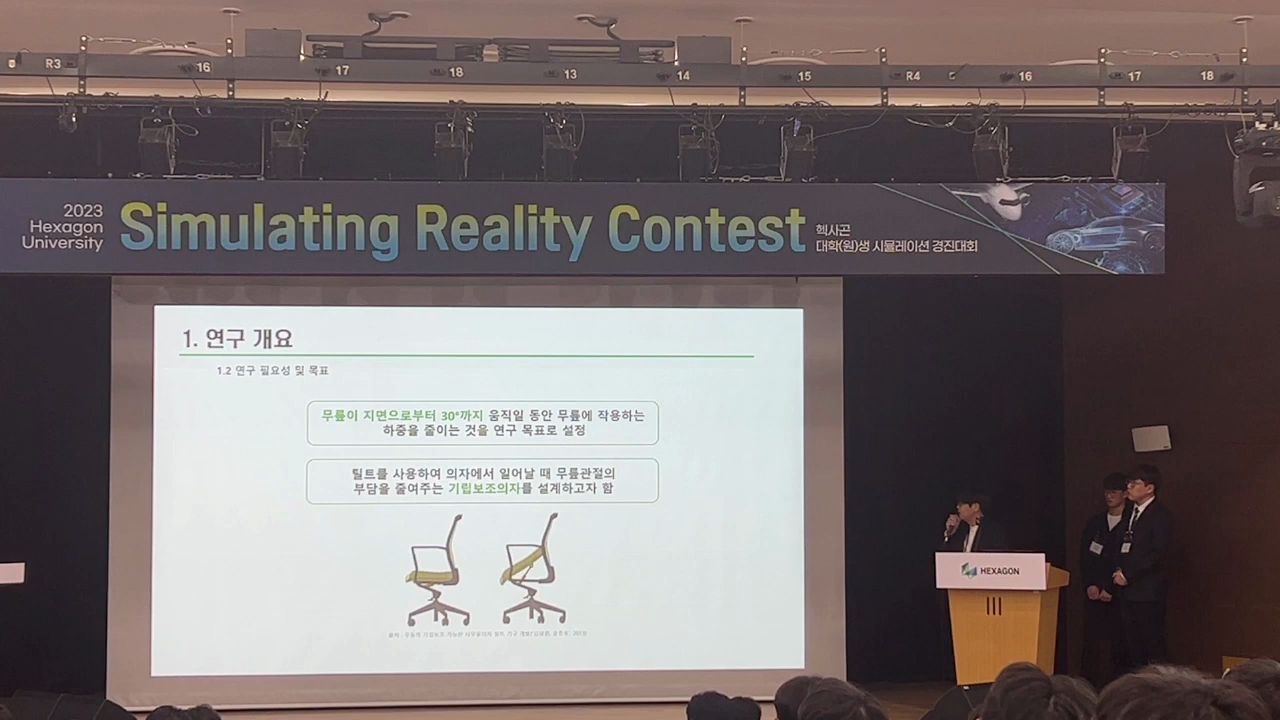 R3 16 17 18 13 14 15 R4 16 17 18
2023
Hexagon
University
Simulating Reality Contest
헥사곤
대학(원)생 시뮬레이션 경진대회
1. 연구 개요
1.2 연구 필요성 및 목표
무릎이 지면으로부터 30°까지 움직일 동안 무릎에 작용하는
하중을 줄이는 것을 연구 목표로 설정
틸트를 사용하여 의자에서 일어날 때 무릎관절의
부담을 줄여주는 기립보조의자를 설계하고자 함
HEXAGON